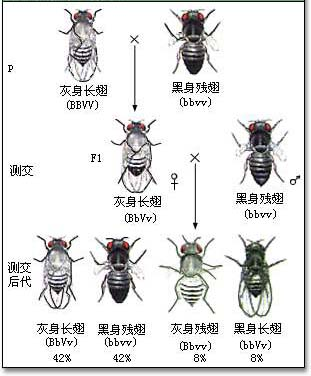 P
×
灰身长翅
(BBVV)
黑身残翅
(bbvv)
测交
F1
×
♀
♂
灰身长翅
(BbVv)
黑身残翅
(bbvv)
测交
后代
灰身长翅
(BbVv)
42%
黑身残翅
(bbvv)
42%
灰身残翅
(Bbvv)
8%
黑身长翅
(bbVv)
8%